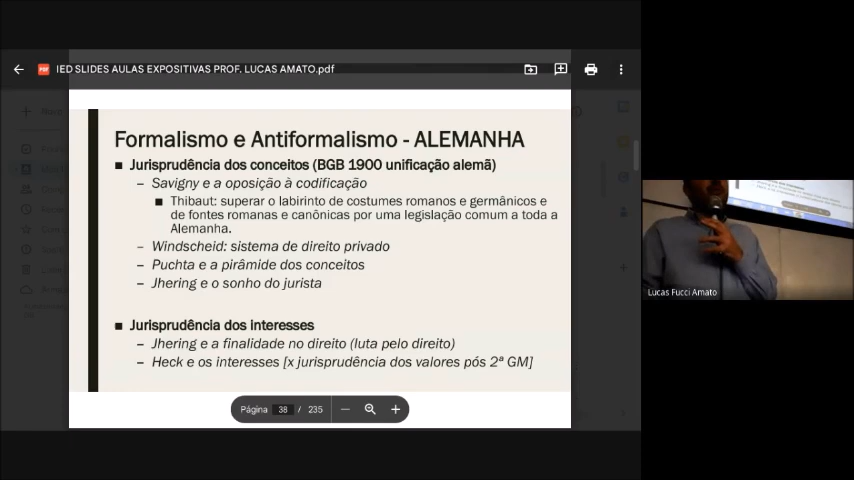 IED SLIDES AULAS EXPOSITIVAS PROF. LUCAS AMATO.pdf
Formalismo e Antiformalismo - ALEMANHA
■ Jurisprudência dos conceitos (BGB 1900 unificação alemã)
– Savigny e a oposição à codificação
■ Thibaut: superar o labirinto de costumes romanos e germânicos e
de fontes romanas e canônicas por uma legislação comum a toda a
Alemanha.
– Windscheid: sistema de direito privado
– Puchta e a pirâmide dos conceitos
– Jhering e o sonho do jurista
■ Jurisprudência dos interesses
– Jhering e a finalidade no direito (luta pelo direito)
– Heck e os interesses [x jurisprudência dos valores pós 2ª GM]
Página 38 / 235
Lucas Fucci Amato